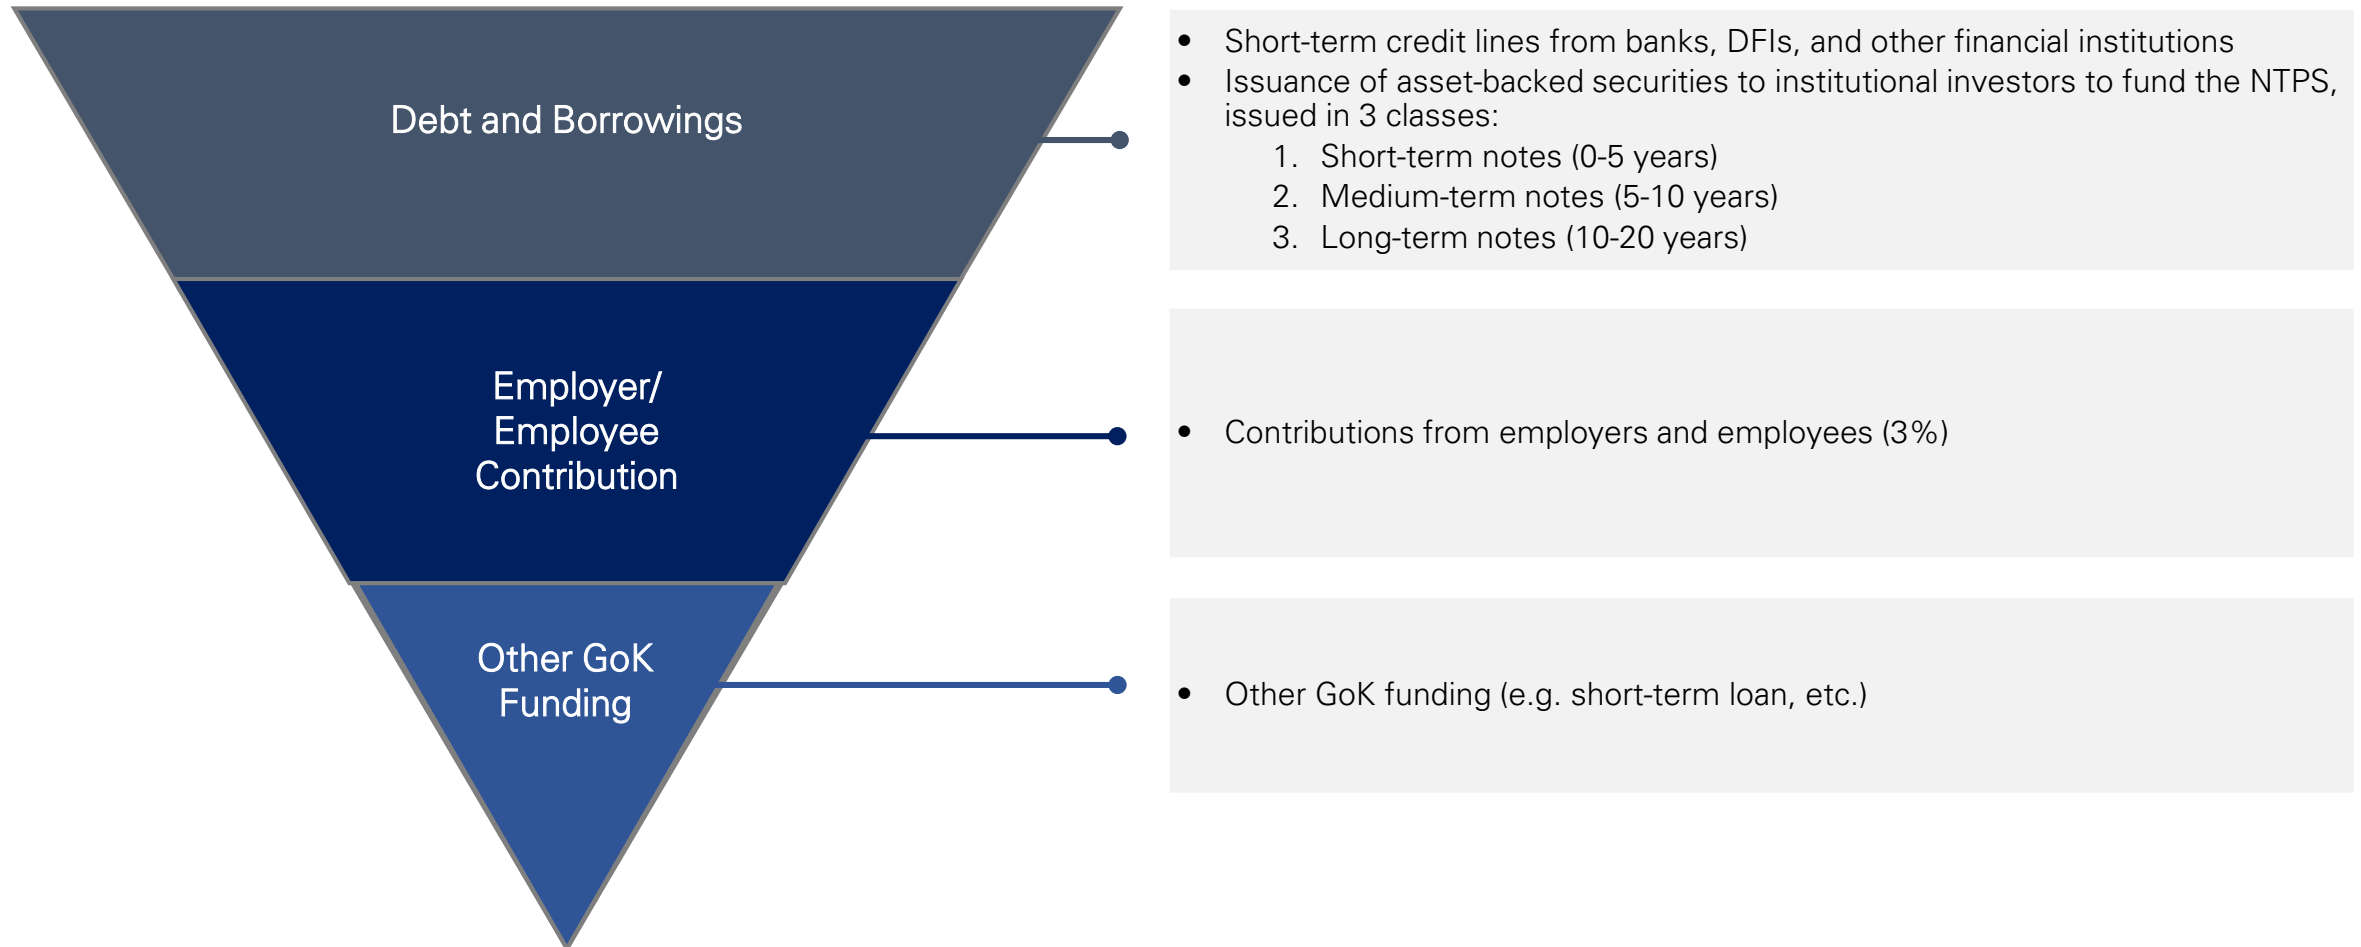 Debt and Borrowings
• Short-term credit lines from banks, DFIs, and other financial institutions
• Issuance of asset-backed securities to institutional investors to fund the NTPS,
issued in 3 classes:
1. Short-term notes (0-5 years)
2. Medium-term notes (5-10 years)
3. Long-term notes (10-20 years)
Employer/
Employee
Contribution
• Contributions from employers and employees (3%)
Other GoK
Funding
• Other GoK funding (e.g. short-term loan, etc.)